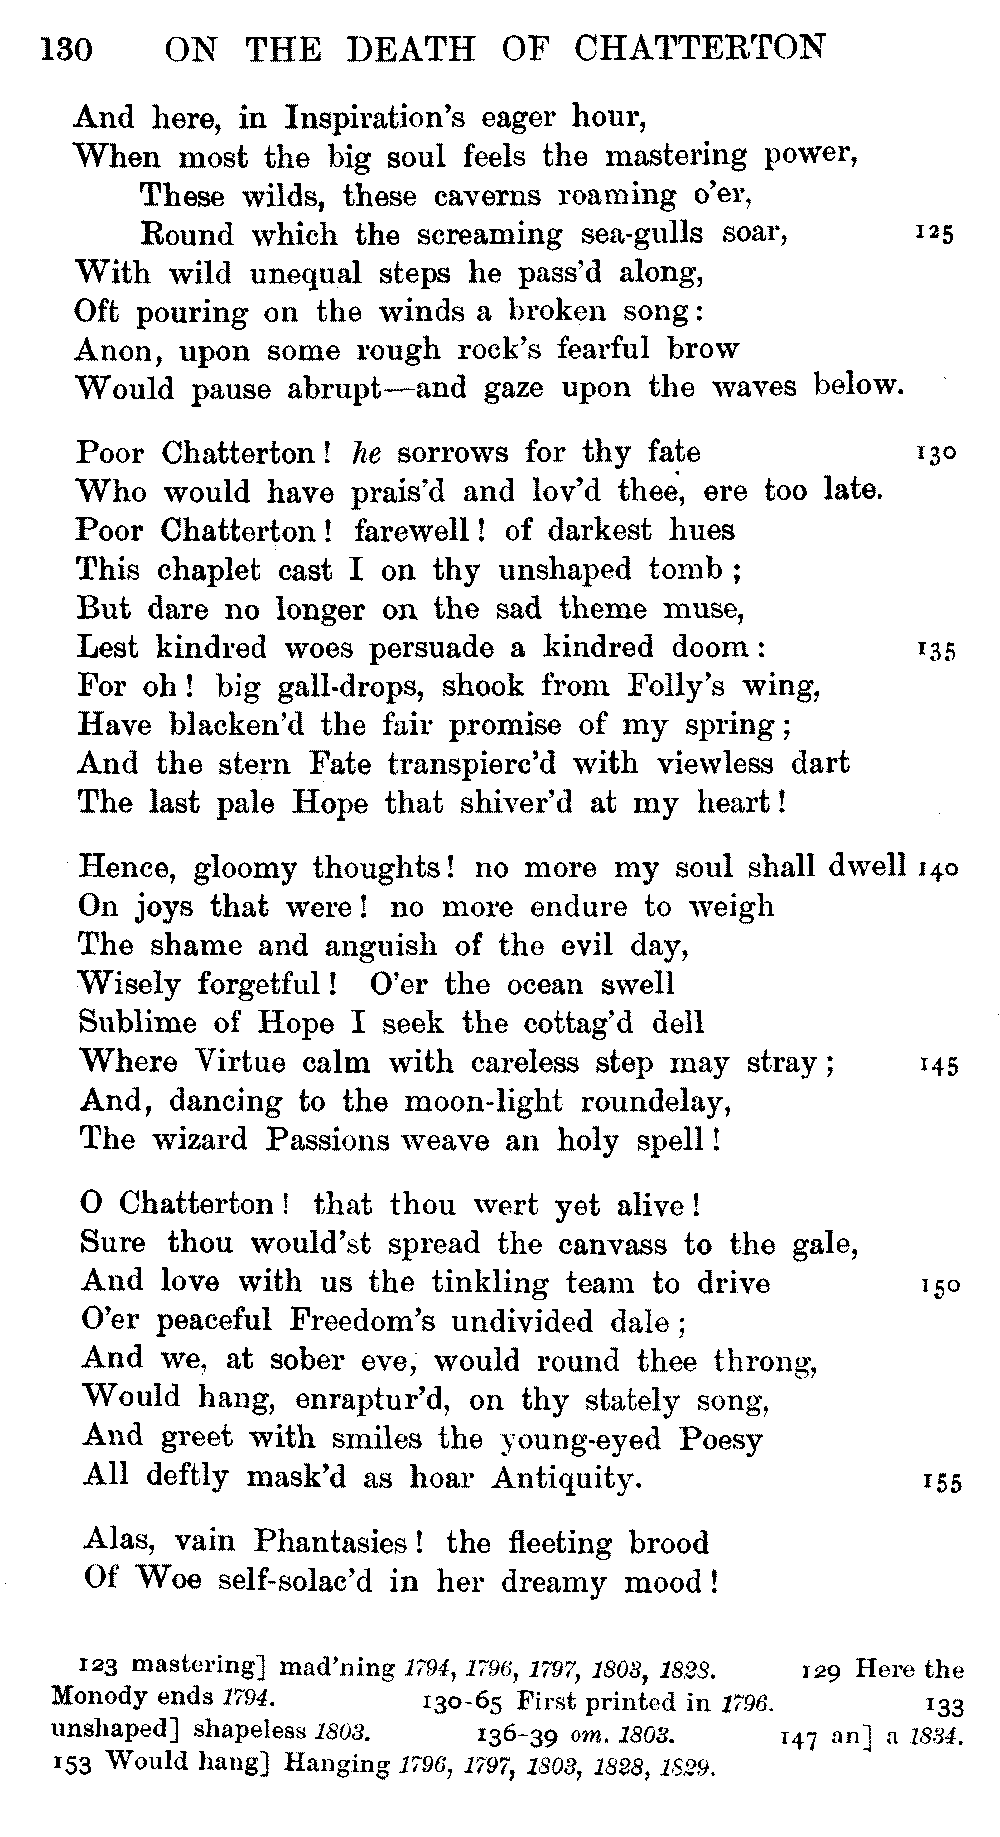 130 ON THE DEATH OF CHATTERTON
And here, in Inspiration's eager hour,
When most the big soul feels the mastering power,
These wilds, these caverns roaming o'er,
Round which the screaming sea-gulls soar, 125
With wild unequal steps he pass'd along,
Oft pouring on the winds a broken song:
Anon, upon some rough rock's fearful brow
Would pause abrupt—and gaze upon the waves below.
Poor Chatterton! he sorrows for thy fate 130
Who would have prais'd and lov'd thee, ere too late.
Poor Chatterton! farewell! of darkest hues
This chaplet cast I on thy unshaped tomb;
But dare no longer on the sad theme muse,
Lest kindred woes persuade a kindred doom: 135
For oh! big gall-drops, shook from Folly's wing,
Have blacken'd the fair promise of my spring;
And the stern Fate transpierc'd with viewless dart
The last pale Hope that shiver'd at my heart!
Hence, gloomy thoughts! no more my soul shall dwell 140
On joys that were! no more endure to weigh
The shame and anguish of the evil day,
Wisely forgetful! O'er the ocean swell
Sublime of Hope I seek the cottag'd dell
Where Virtue calm with careless step may stray; 145
And, dancing to the moon-light roundelay,
The wizard Passions weave an holy spell!
O Chatterton! that thou wert yet alive!
Sure thou would'st spread the canvass to the gale,
And love with us the tinkling team to drive 150
O'er peaceful Freedom's undivided dale;
And we, at sober eve, would round thee throng,
Would hang, enraptur'd, on thy stately song,
And greet with smiles the young-eyed Poesy
All deftly mask'd as hoar Antiquity. 155
Alas, vain Phantasies! the fleeting brood
Of Woe self-solac'd in her dreamy mood!
123 mastering] mad'ning 1794, 1796, 1797, 1803, 1828. 129 Here the
Monody ends 1794. 130-65 First printed in 1796. 133
unshaped] shapeless 1803. 136-39 om. 1803. 147 an] a 1834.
153 Would hang] Hanging 1796, 1797, 1803, 1828, 1829.